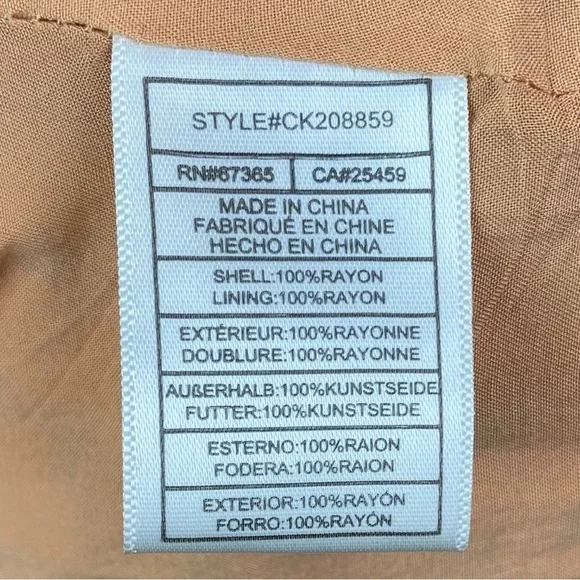 STYLE#CK208859
RN#67365 CA#25459
MADE IN CHINA
FABRIQUÉ EN CHINE
HECHO EN CHINA
SHELL:100%RAYON
LINING:100%RAYON
EXTÉRIEUR:100%RAYONNE
DOUBLURE:100%RAYONNE
AUßERHALB:100%KUNSTSEIDE
FUTTER:100%KUNSTSEIDE
ESTERNO:100%RAION
FODERA:100%RAION
EXTERIOR:100%RAYÓN
FORRO:100%RAYÓN